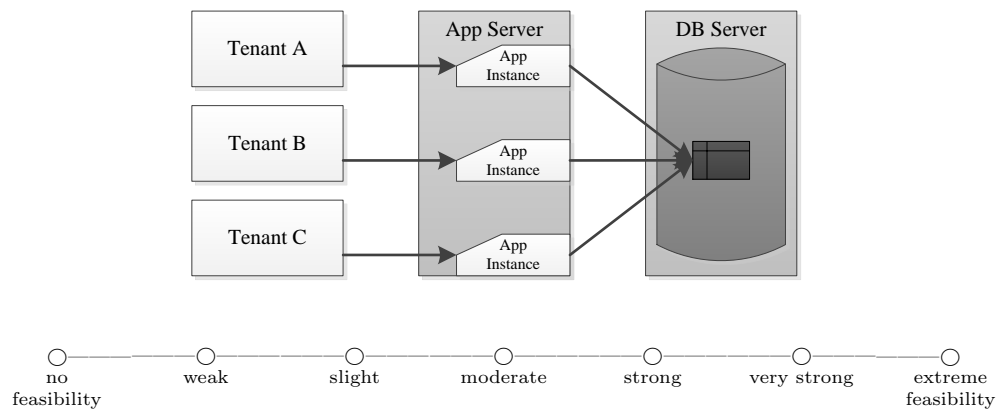 Tenant A
App Server
DB Server
App
Instance
Tenant B
App
Instance
Tenant C
App
Instance
no
feasibility
weak
slight
moderate
strong
very strong
extreme
feasibility